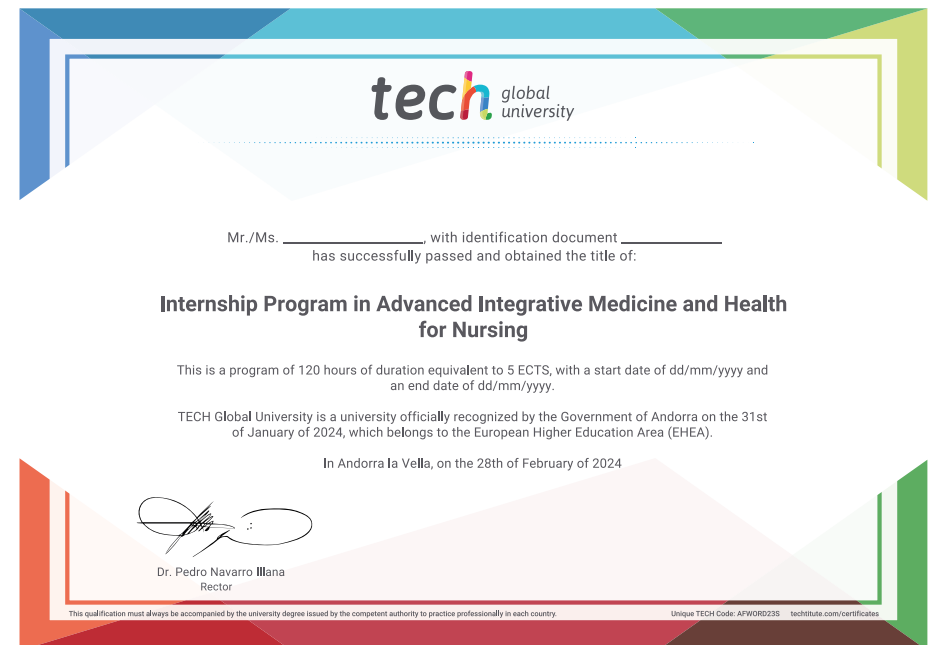 tech global
university
Mr./Ms. ____________, with identification document ____________
has successfully passed and obtained the title of:
Internship Program in Advanced Integrative Medicine and Health
for Nursing
This is a program of 120 hours of duration equivalent to 5 ECTS, with a start date of dd/mm/yyyy and
an end date of dd/mm/yyyy.
TECH Global University is a university officially recognized by the Government of Andorra on the 31st
of January of 2024, which belongs to the European Higher Education Area (EHEA).
In Andorra la Vella, on the 28th of February of 2024
Dr. Pedro Navarro Illana
Rector
This qualification must always be accompanied by the university degree issued by the competent authority to practice professionally in each country.
Unique TECH Code: AFWORD23S techtitute.com/certificates